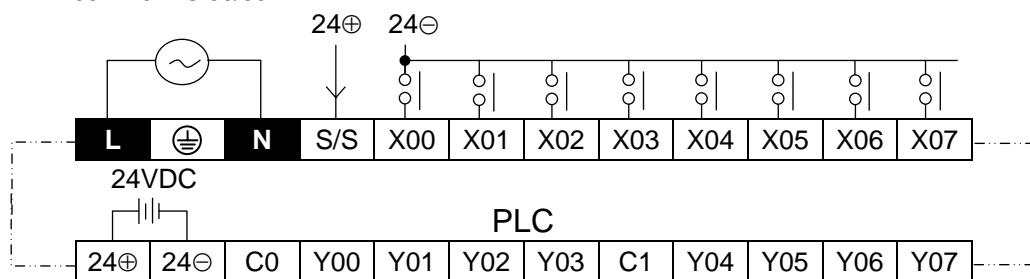 24⊕ 24⊖
L N S/S X00 X01 X02 X03 X04 X05 X06 X07
24VDC
PLC
24⊕ 24⊖ C0 Y00 Y01 Y02 Y03 C1 Y04 Y05 Y06 Y07